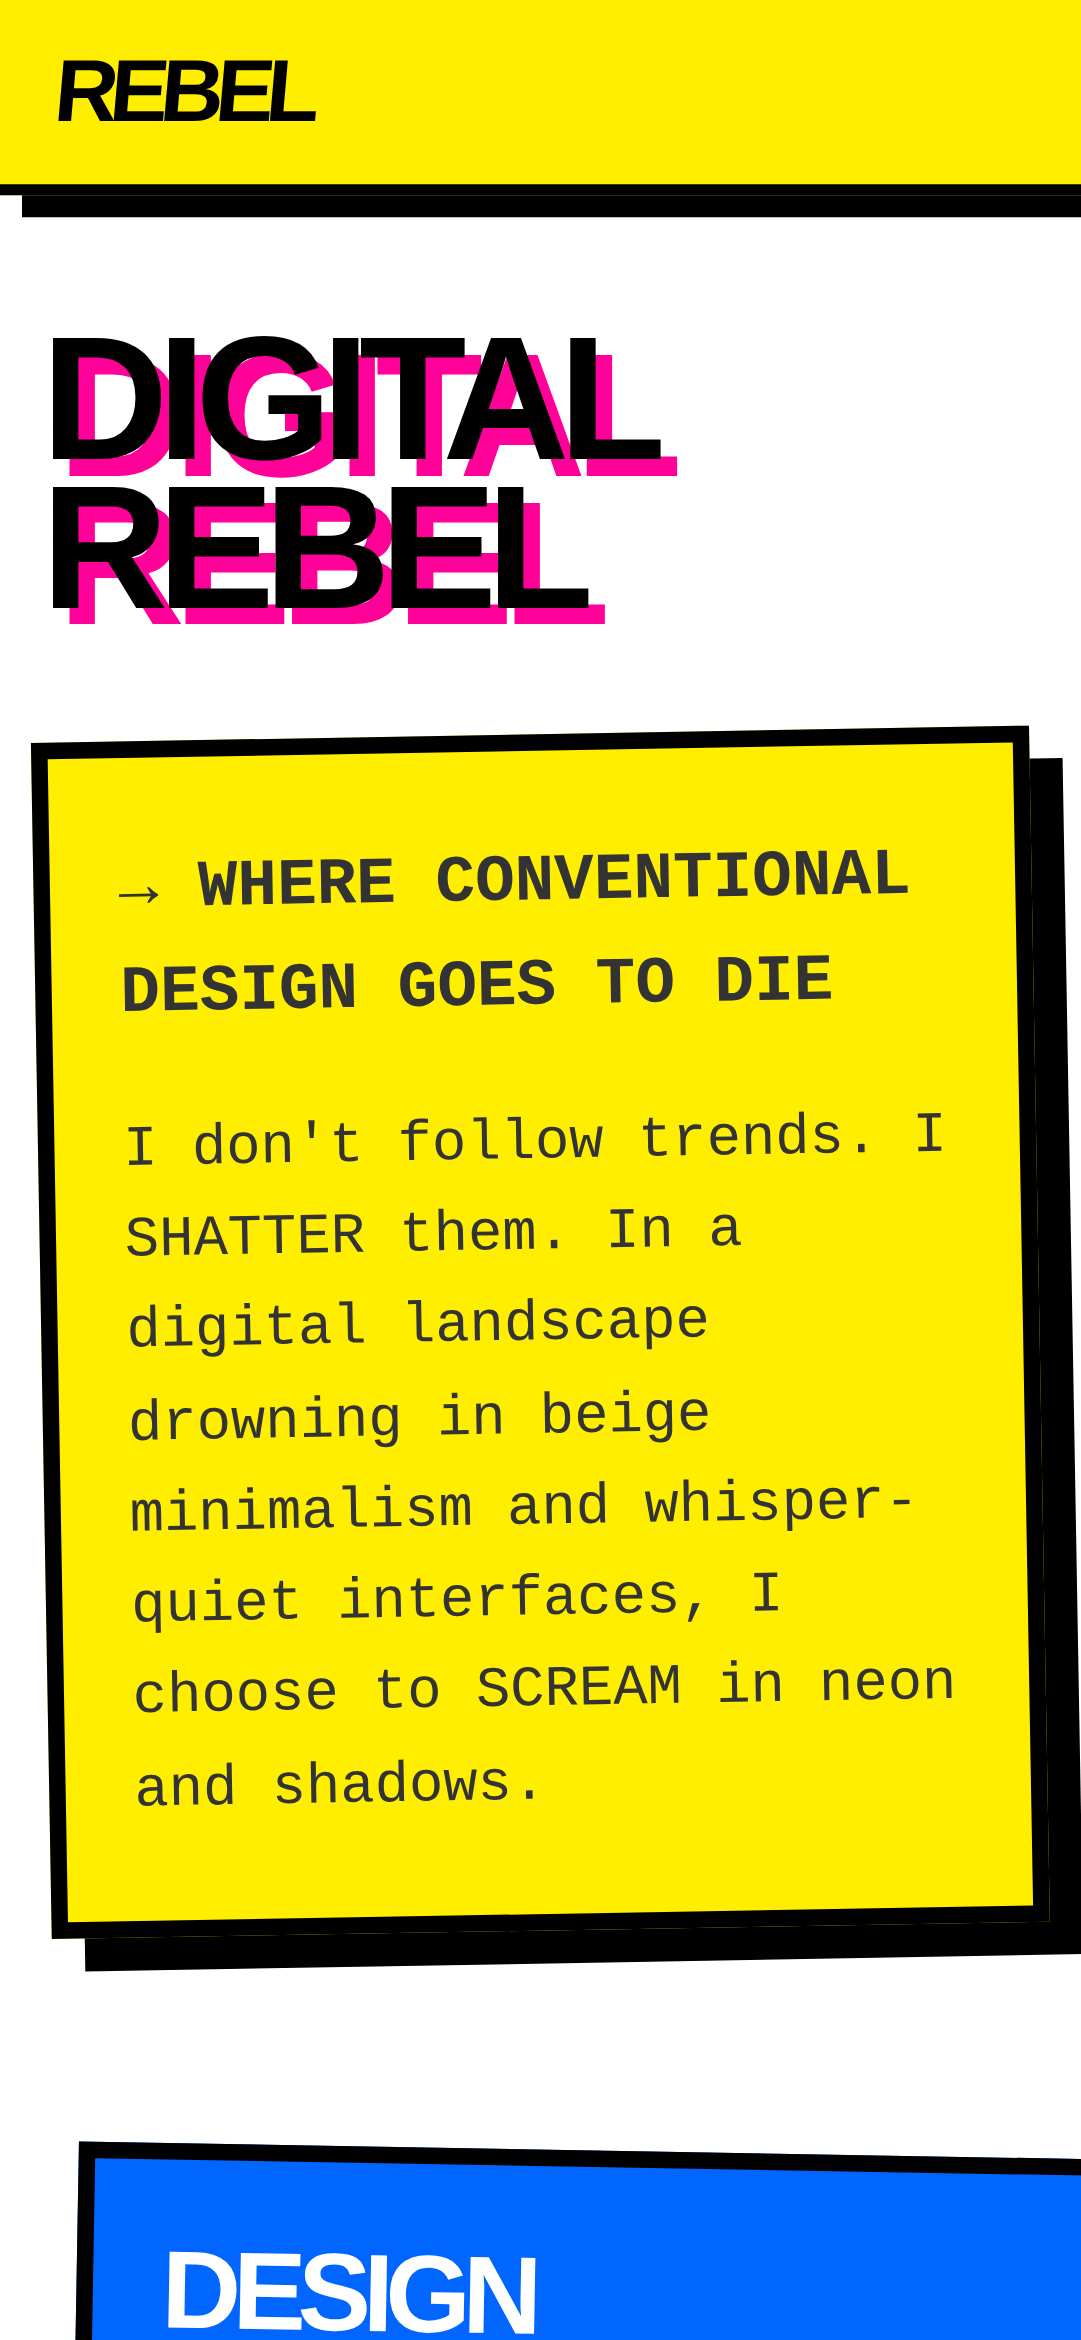 REBEL
DIGITAL
REBEL
→ WHERE CONVENTIONAL
DESIGN GOES TO DIE
I don't follow trends. I
SHATTER them. In a
digital landscape
drowning in beige
minimalism and whisper-
quiet interfaces, I
choose to SCREAM in neon
and shadows.
DESIGN